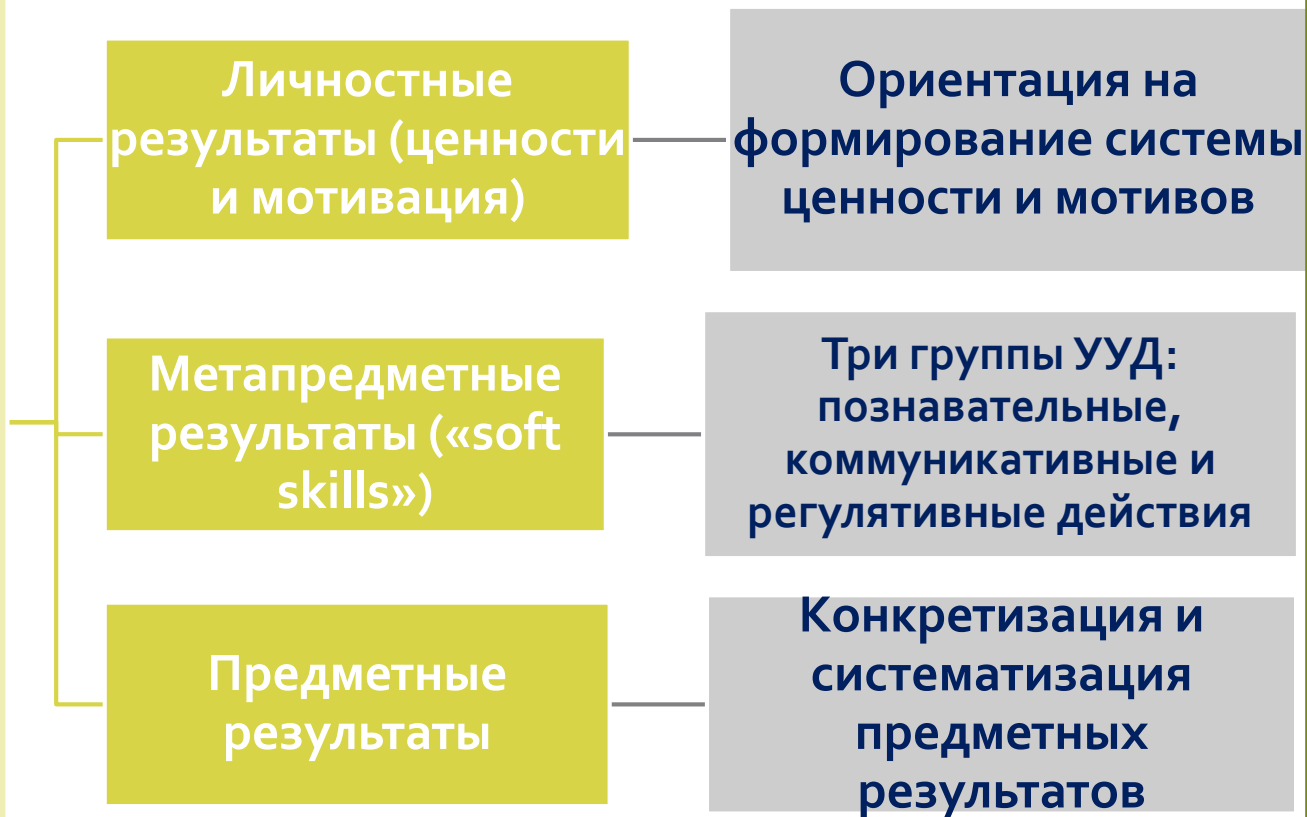 Личностные
результаты (ценности
и мотивация)
Ориентация на
формирование системы
ценности и мотивов
Метапредметные
результаты («soft
skills»)
Три группы УУД:
познавательные,
коммуникативные и
регулятивные действия
Предметные
результаты
Конкретизация и
систематизация
предметных
результатов